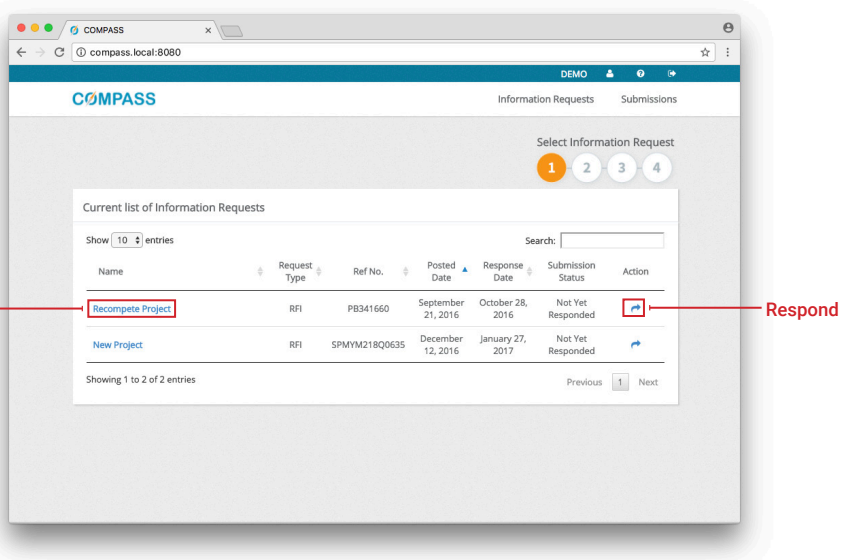 COMPASS
compass.local:8080
DEMO
COMPASS
Information Requests Submissions
Select Information Request
1 2 3 4
Current list of Information Requests
Show 10 entries
Search:
Name Request Type Ref No. Posted Date Response Date Submission Status Action
Recompete Project RFI PB341660 September 21, 2016 October 28, 2016 Not Yet Responded
Respond
New Project RFI SPMYM218Q0635 December 12, 2016 January 27, 2017 Not Yet Responded
Showing 1 to 2 of 2 entries
Previous 1 Next